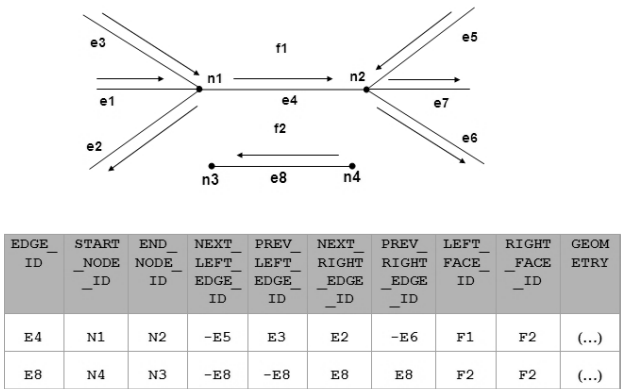 e3
f1
e5
n1
n2
e1
e4
e7
f2
e2
e6
n3
e8
n4
EDGE_ID START_NODE_ID END_NODE_ID NEXT_LEFT_EDGE_ID PREV_LEFT_EDGE_ID NEXT_RIGHT_EDGE_ID PREV_RIGHT_EDGE_ID LEFT_FACE_ID RIGHT_FACE_ID GEOMETRY
E4 N1 N2 -E5 E3 E2 -E6 F1 F2 (...)
E8 N4 N3 -E8 -E8 E8 E8 F2 F2 (...)